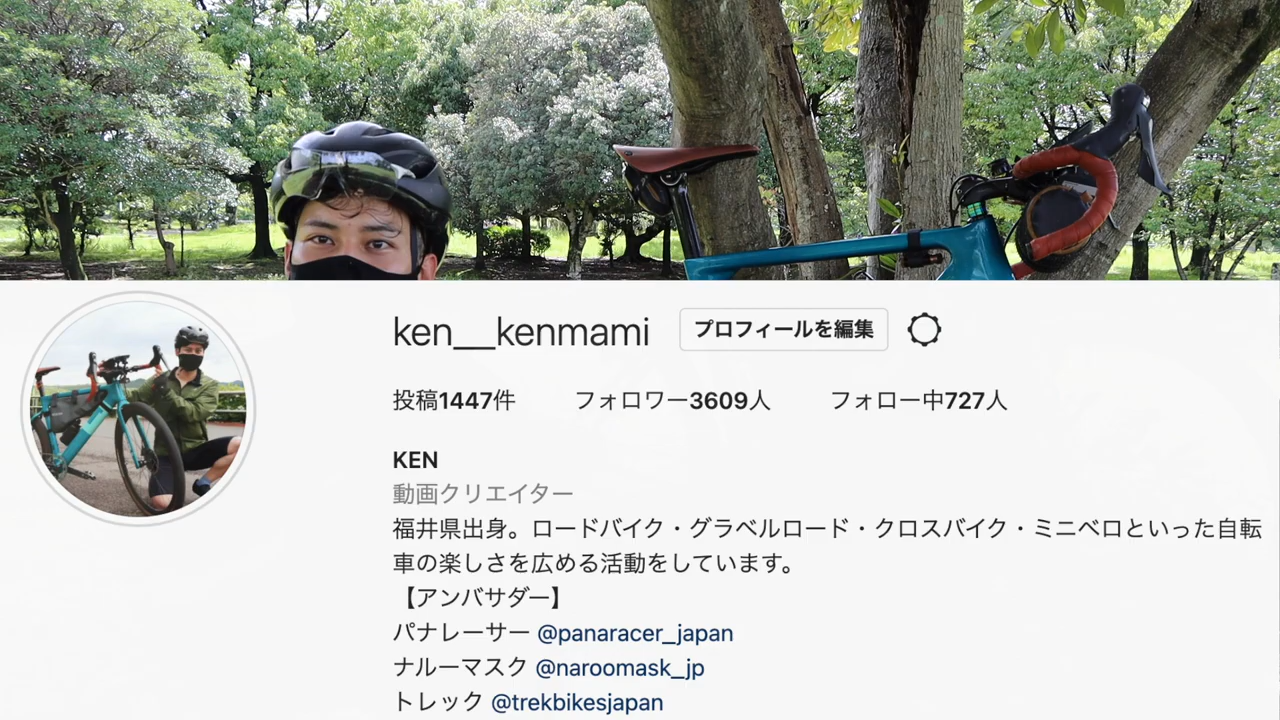 ken__kenmami プロフィールを編集
投稿1447件 フォロワー3609人 フォロー中727人
KEN
動画クリエイター
福井県出身。ロードバイク・グラベルロード・クロスバイク・ミニベロといった自転
車の楽しさを広める活動をしています。
【アンバサダー】
パナレーサー @panaracer_japan
ナルーマスク @naroomask_jp
トレック @trekbikesjapan